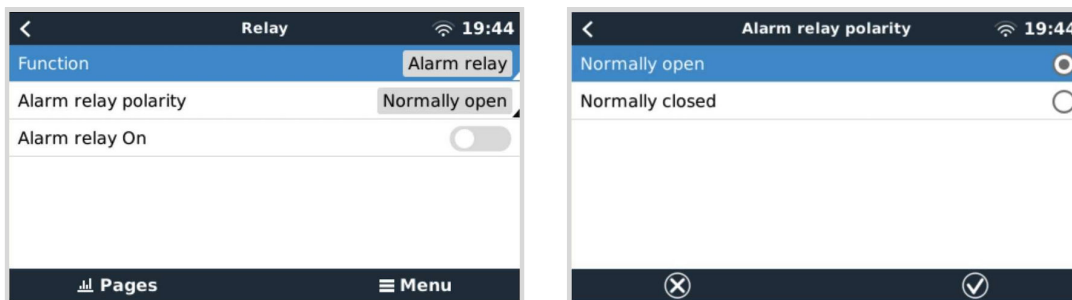 Relay 19:44
Function Alarm relay
Alarm relay polarity Normally open
Alarm relay On
Pages Menu
Alarm relay polarity 19:44
Normally open
Normally closed